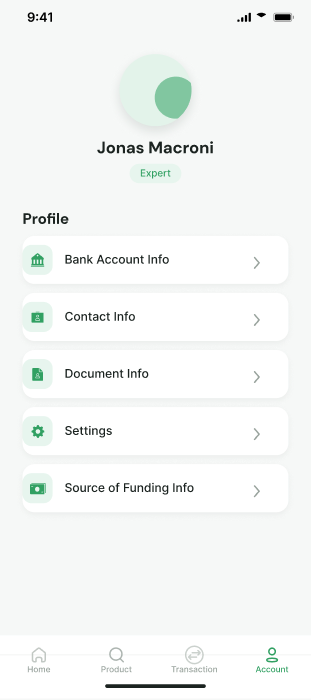 9:41
Jonas Macroni
Expert
Profile
Bank Account Info
Contact Info
Document Info
Settings
Source of Funding Info
Home Product Transaction Account